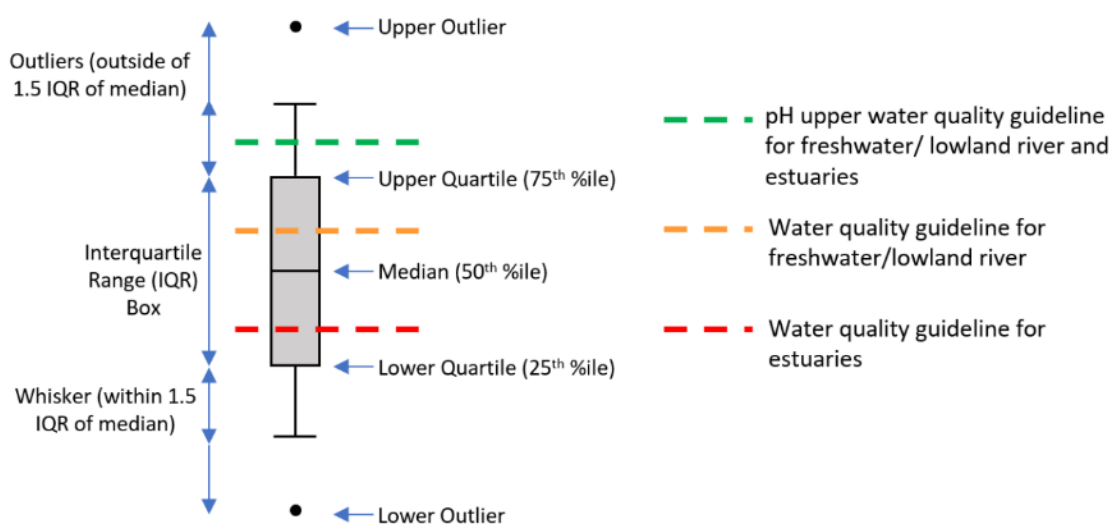 Upper Outlier
Outliers (outside of
1.5 IQR of median)
pH upper water quality guideline
for freshwater/ lowland river and
estuaries
Upper Quartile (75th %ile)
Water quality guideline for
freshwater/lowland river
Interquartile
Range (IQR)
Box
Median (50th %ile)
Water quality guideline for
estuaries
Lower Quartile (25th %ile)
Whisker (within 1.5
IQR of median)
Lower Outlier